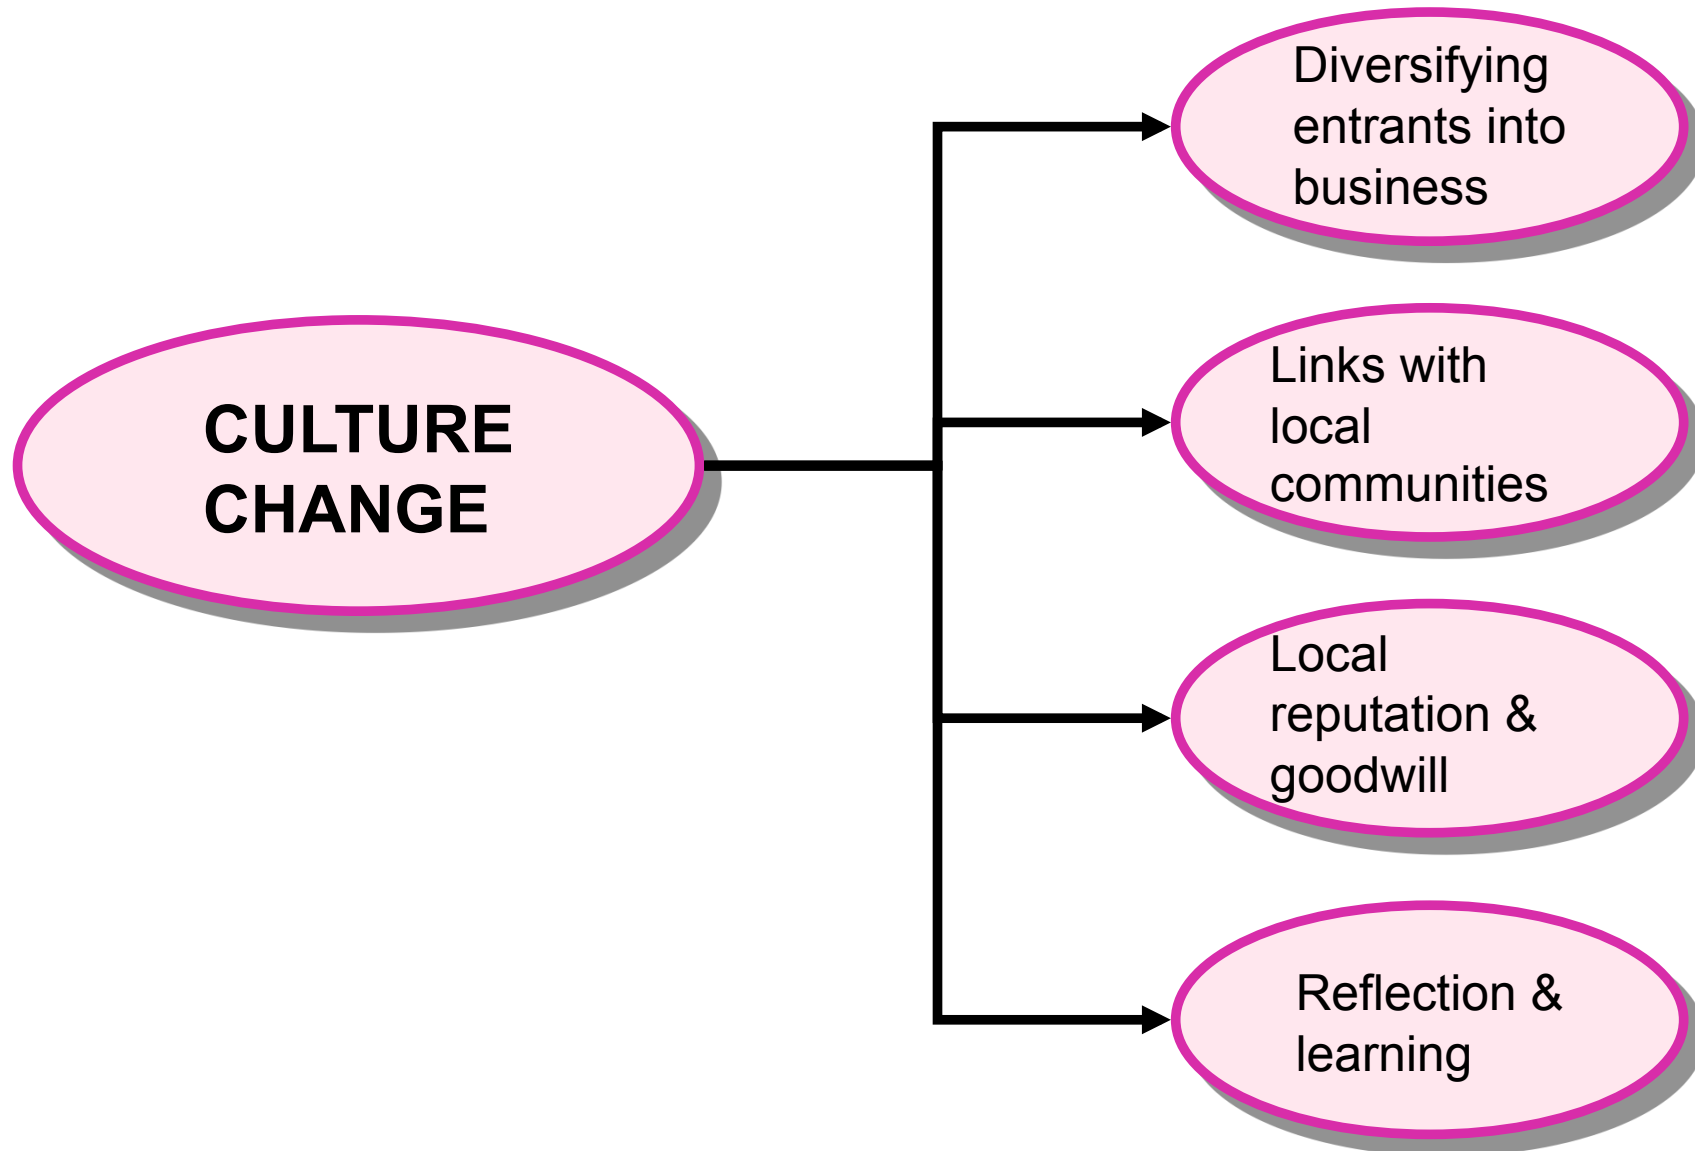 CULTURE
CHANGE
Diversifying
entrants into
business
Links with
local
communities
Local
reputation &
goodwill
Reflection &
learning